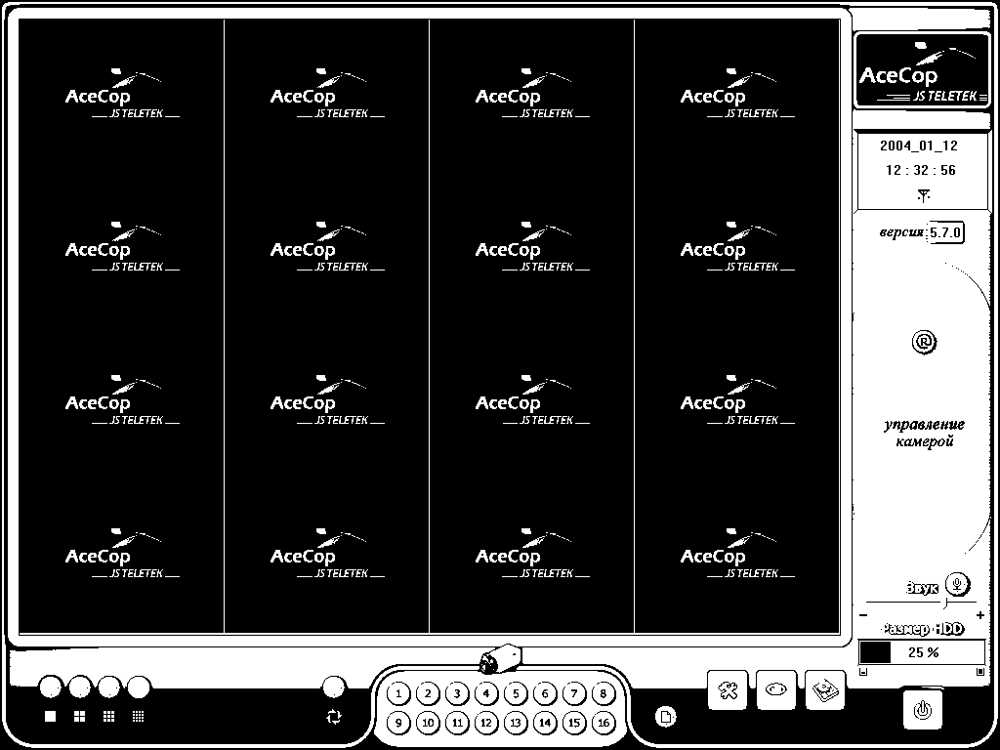 AceCop AceCop AceCop AceCop
JS TELETEK JS TELETEK JS TELETEK JS TELETEK
AceCop AceCop AceCop AceCop
JS TELETEK JS TELETEK JS TELETEK JS TELETEK
AceCop AceCop AceCop AceCop
JS TELETEK JS TELETEK JS TELETEK JS TELETEK
AceCop AceCop AceCop AceCop
JS TELETEK JS TELETEK JS TELETEK JS TELETEK
AceCop
JS TELETEK
2004_01_12
12 : 32 : 56
версия 5.7.0
®
управление
камерой
Звук
- +
Размер HDD
25 %
1 2 3 4 5 6 7 8
9 10 11 12 13 14 15 16